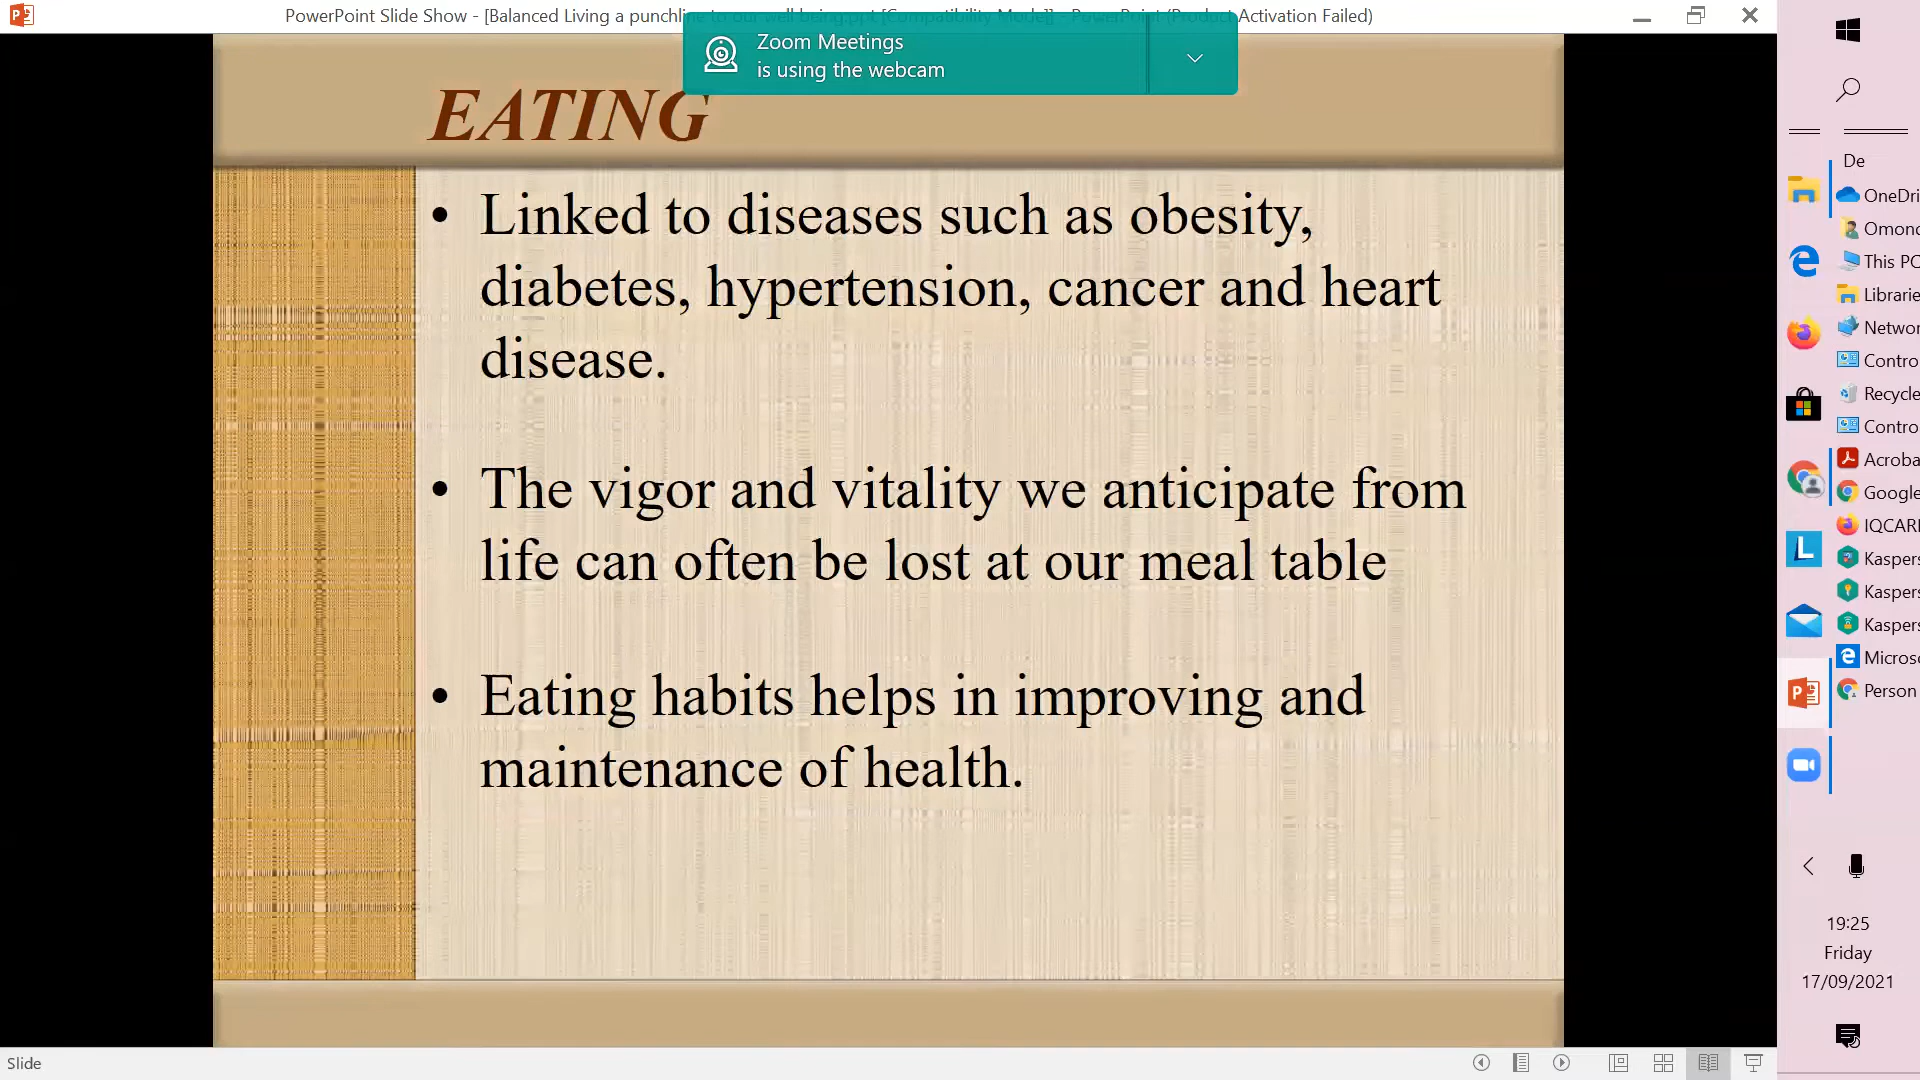 PowerPoint Slide Show - [Balanced Living a punchline to our well being.ppt [Compatibility Mode]] - PowerPoint (Product Activation Failed)
Zoom Meetings
is using the webcam
EATING
• Linked to diseases such as obesity,
diabetes, hypertension, cancer and heart
disease.
• The vigor and vitality we anticipate from
life can often be lost at our meal table
• Eating habits helps in improving and
maintenance of health.
De
OneDri
Omond
This PC
Librarie
Networ
Contro
Recycle
Contro
Acroba
Google
IQCARE
Kaspers
Kaspers
Kaspers
Microso
Person
19:25
Friday
17/09/2021
Slide